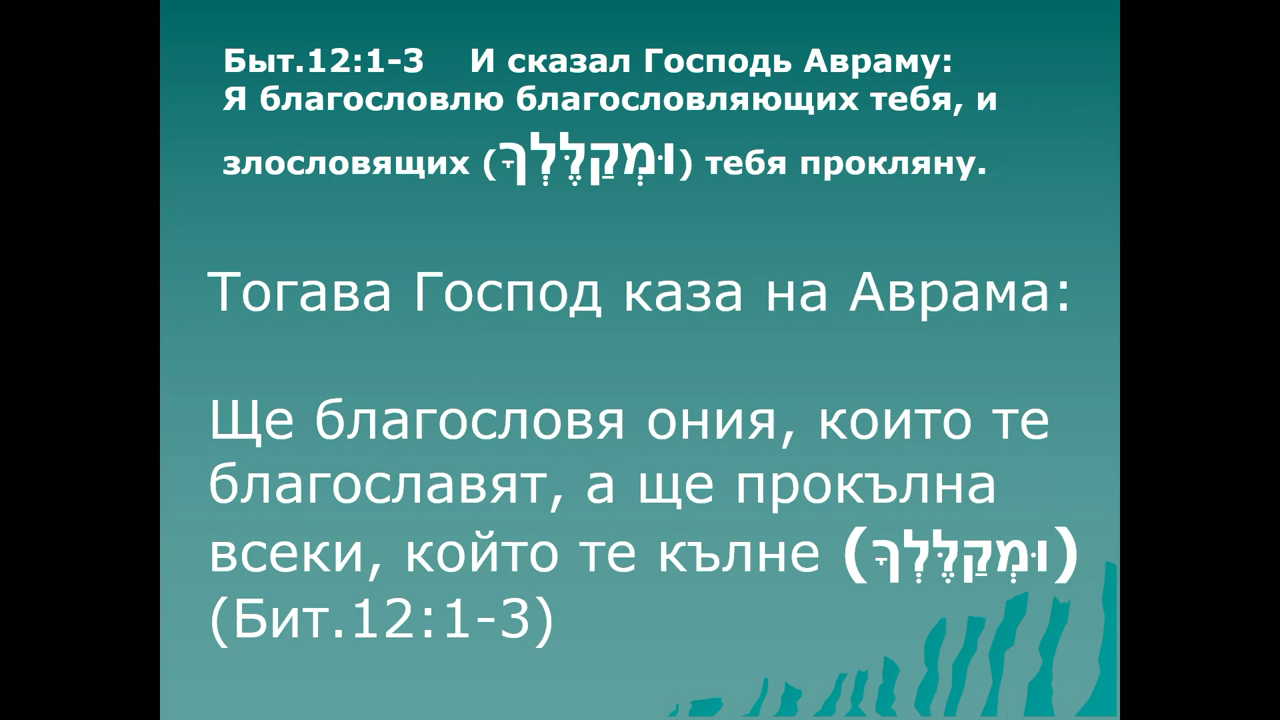 Быт.12:1-3 И сказал Господь Авраму:
Я благословлю благословляющих тебя, и
злословящих (וּמְקַלֶּלְךָ) тебя прокляну.
Тогава Господ каза на Аврама:
Ще благословя ония, които те
благославят, а ще прокълна
всеки, който те кълне (וּמְקַלֶּלְךָ)
(Бит.12:1-3)